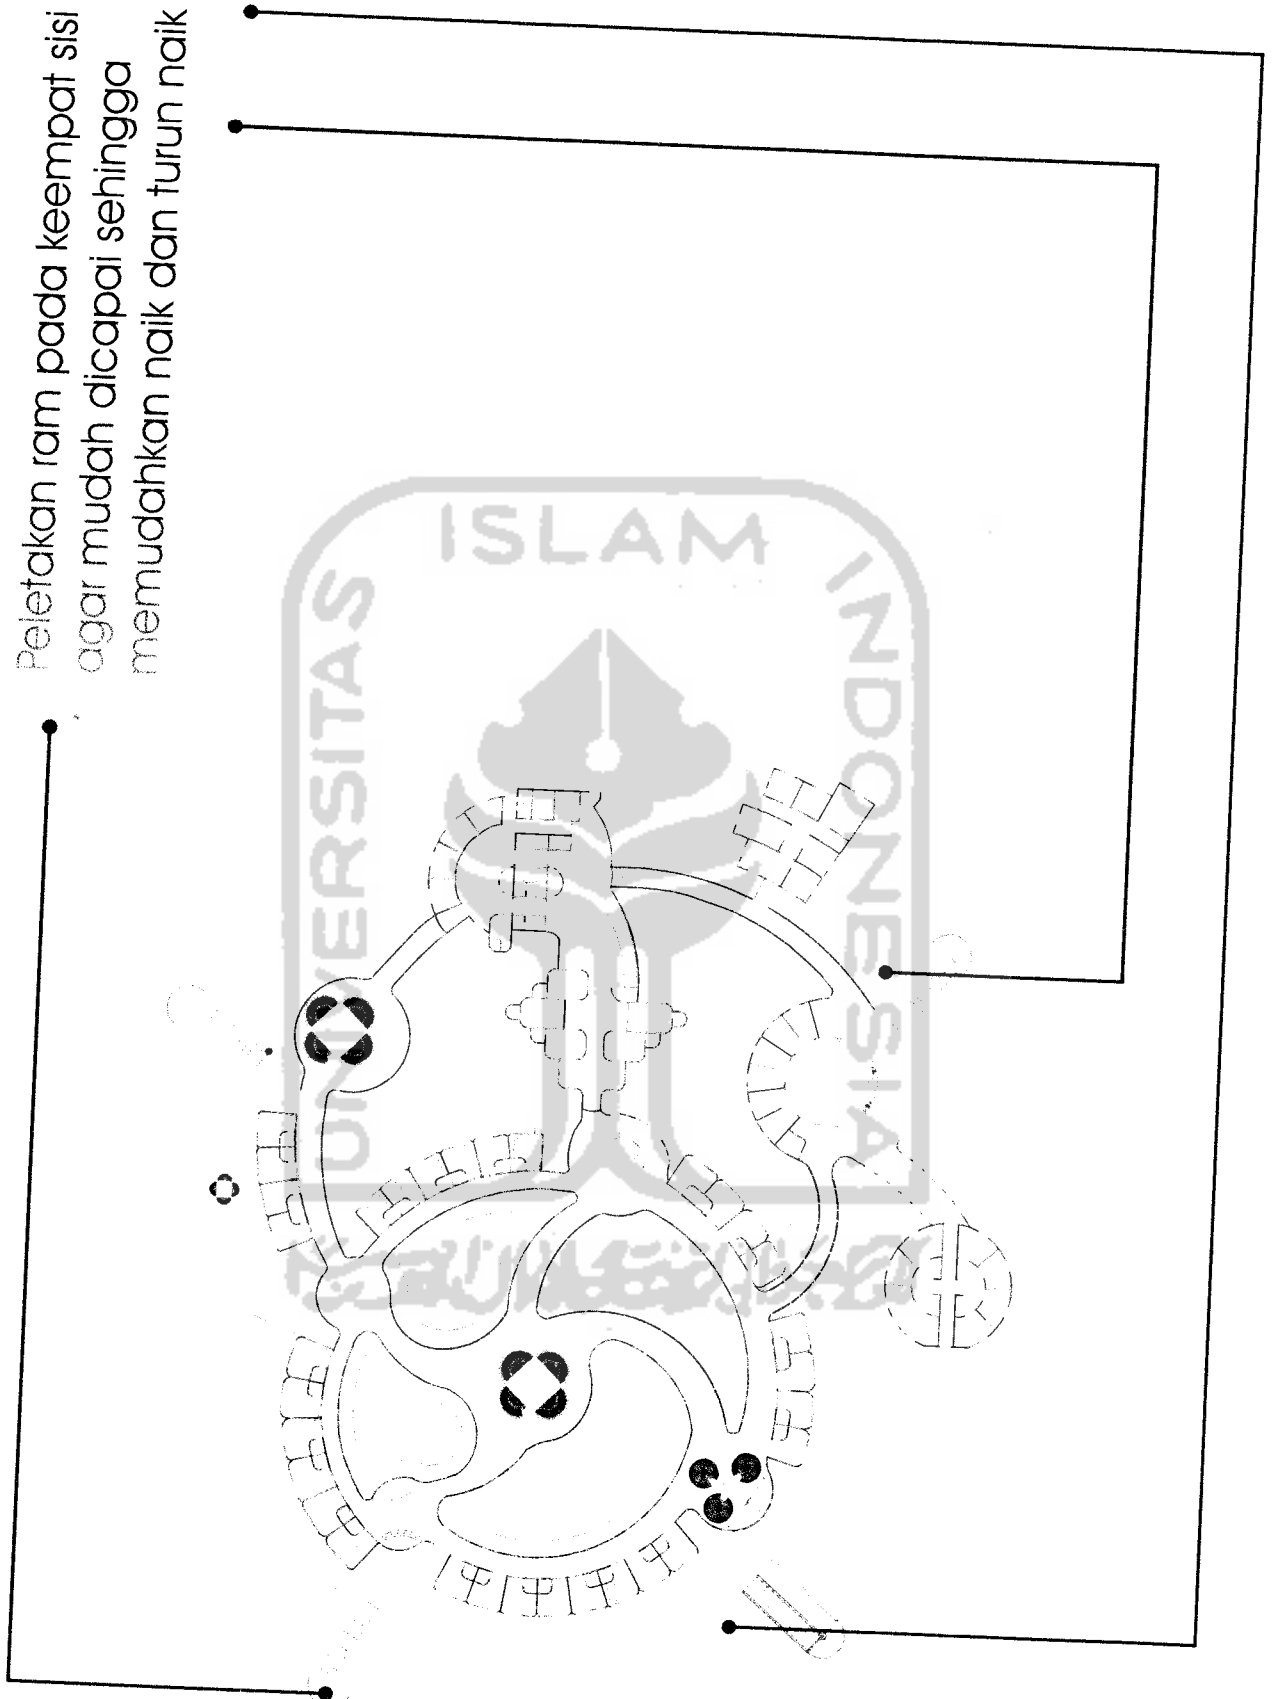 Peletakan ram pada keempat sisi
agar mudah dicapai sehingga
memudahkan naik dan turun naik
UNIVERSITAS
ISLAM
INDONESIA